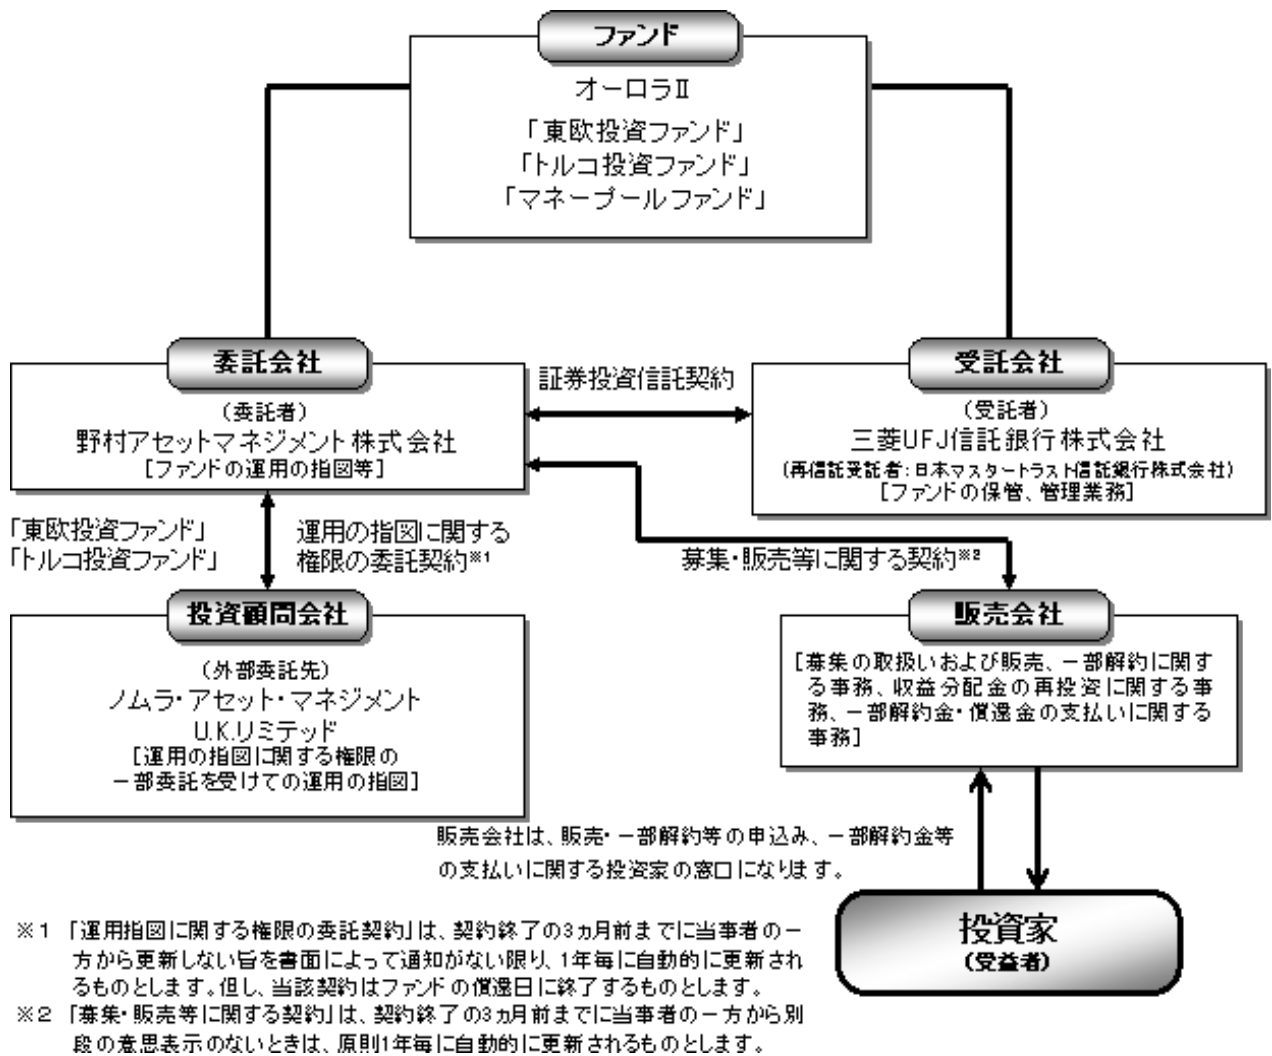 ファンド
オーロラⅡ
「東欧投資ファンド」
「トルコ投資ファンド」
「マネープールファンド」
委託会社
(委託者)
野村アセットマネジメント株式会社
[ファンドの運用の指図等]
証券投資信託契約
受託会社
(受託者)
三菱UFJ信託銀行株式会社
(再信託受託者:日本マスタートラスト信託銀行株式会社)
[ファンドの保管、管理業務]
「東欧投資ファンド」
「トルコ投資ファンド」
運用の指図に関する
権限の委託契約※1
募集・販売等に関する契約※2
投資顧問会社
(外部委託先)
ノムラ・アセット・マネジメント
U.K.リミテッド
[運用の指図に関する権限の
一部委託を受けての運用の指図]
販売会社
[募集の取扱いおよび販売、一部解約に関す
る事務、収益分配金の再投資に関する事
務、一部解約金・償還金の支払いに関する
事務]
販売会社は、販売・一部解約等の申込み、一部解約金等
の支払いに関する投資家の窓口になります。
投資家
(受益者)
※1 「運用指図に関する権限の委託契約」は、契約終了の3ヵ月前までに当事者の一
方から更新しない旨を書面によって通知がない限り、1年毎に自動的に更新され
るものとします。但し、当該契約はファンドの償還日に終了するものとします。
※2 「募集・販売等に関する契約」は、契約終了の3ヵ月前までに当事者の一方から別
段の意思表示のないときは、原則1年毎に自動的に更新されるものとします。